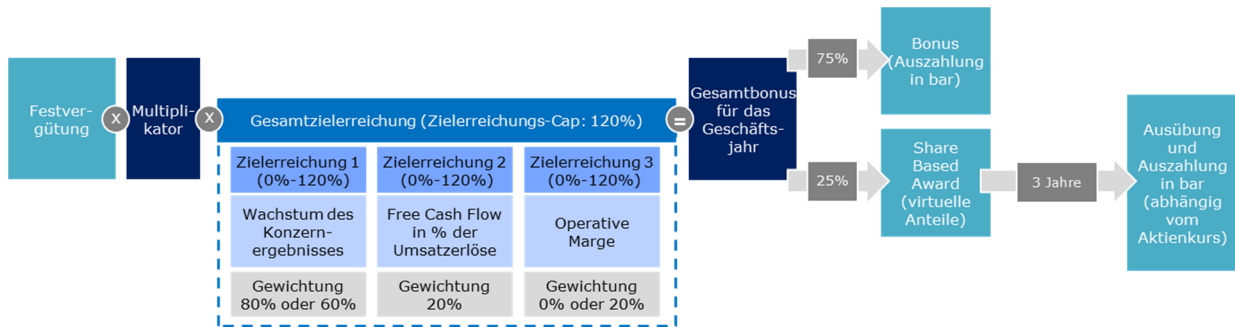 Festver-
gütung
x
Multipli-
kator
x
Gesamtzielerreichung (Zielerreichungs-Cap: 120%)
Zielerreichung 1
(0%-120%)
Wachstum des
Konzern-
ergebnisses
Gewichtung
80% oder 60%
Zielerreichung 2
(0%-120%)
Free Cash Flow
in % der
Umsatzerlöse
Gewichtung
20%
Zielerreichung 3
(0%-120%)
Operative
Marge
Gewichtung
0% oder 20%
=
Gesamtbonus
für das
Geschäfts-
jahr
75%
Bonus
(Auszahlung
in bar)
25%
Share
Based
Award
(virtuelle
Anteile)
3 Jahre
Ausübung
und
Auszahlung
in bar
(abhängig
vom
Aktienkurs)